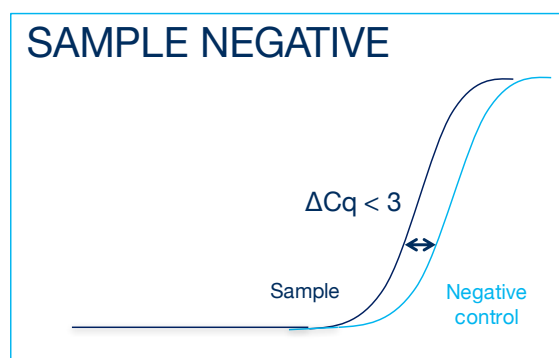 SAMPLE NEGATIVE
ΔCq < 3
Sample
Negative
control